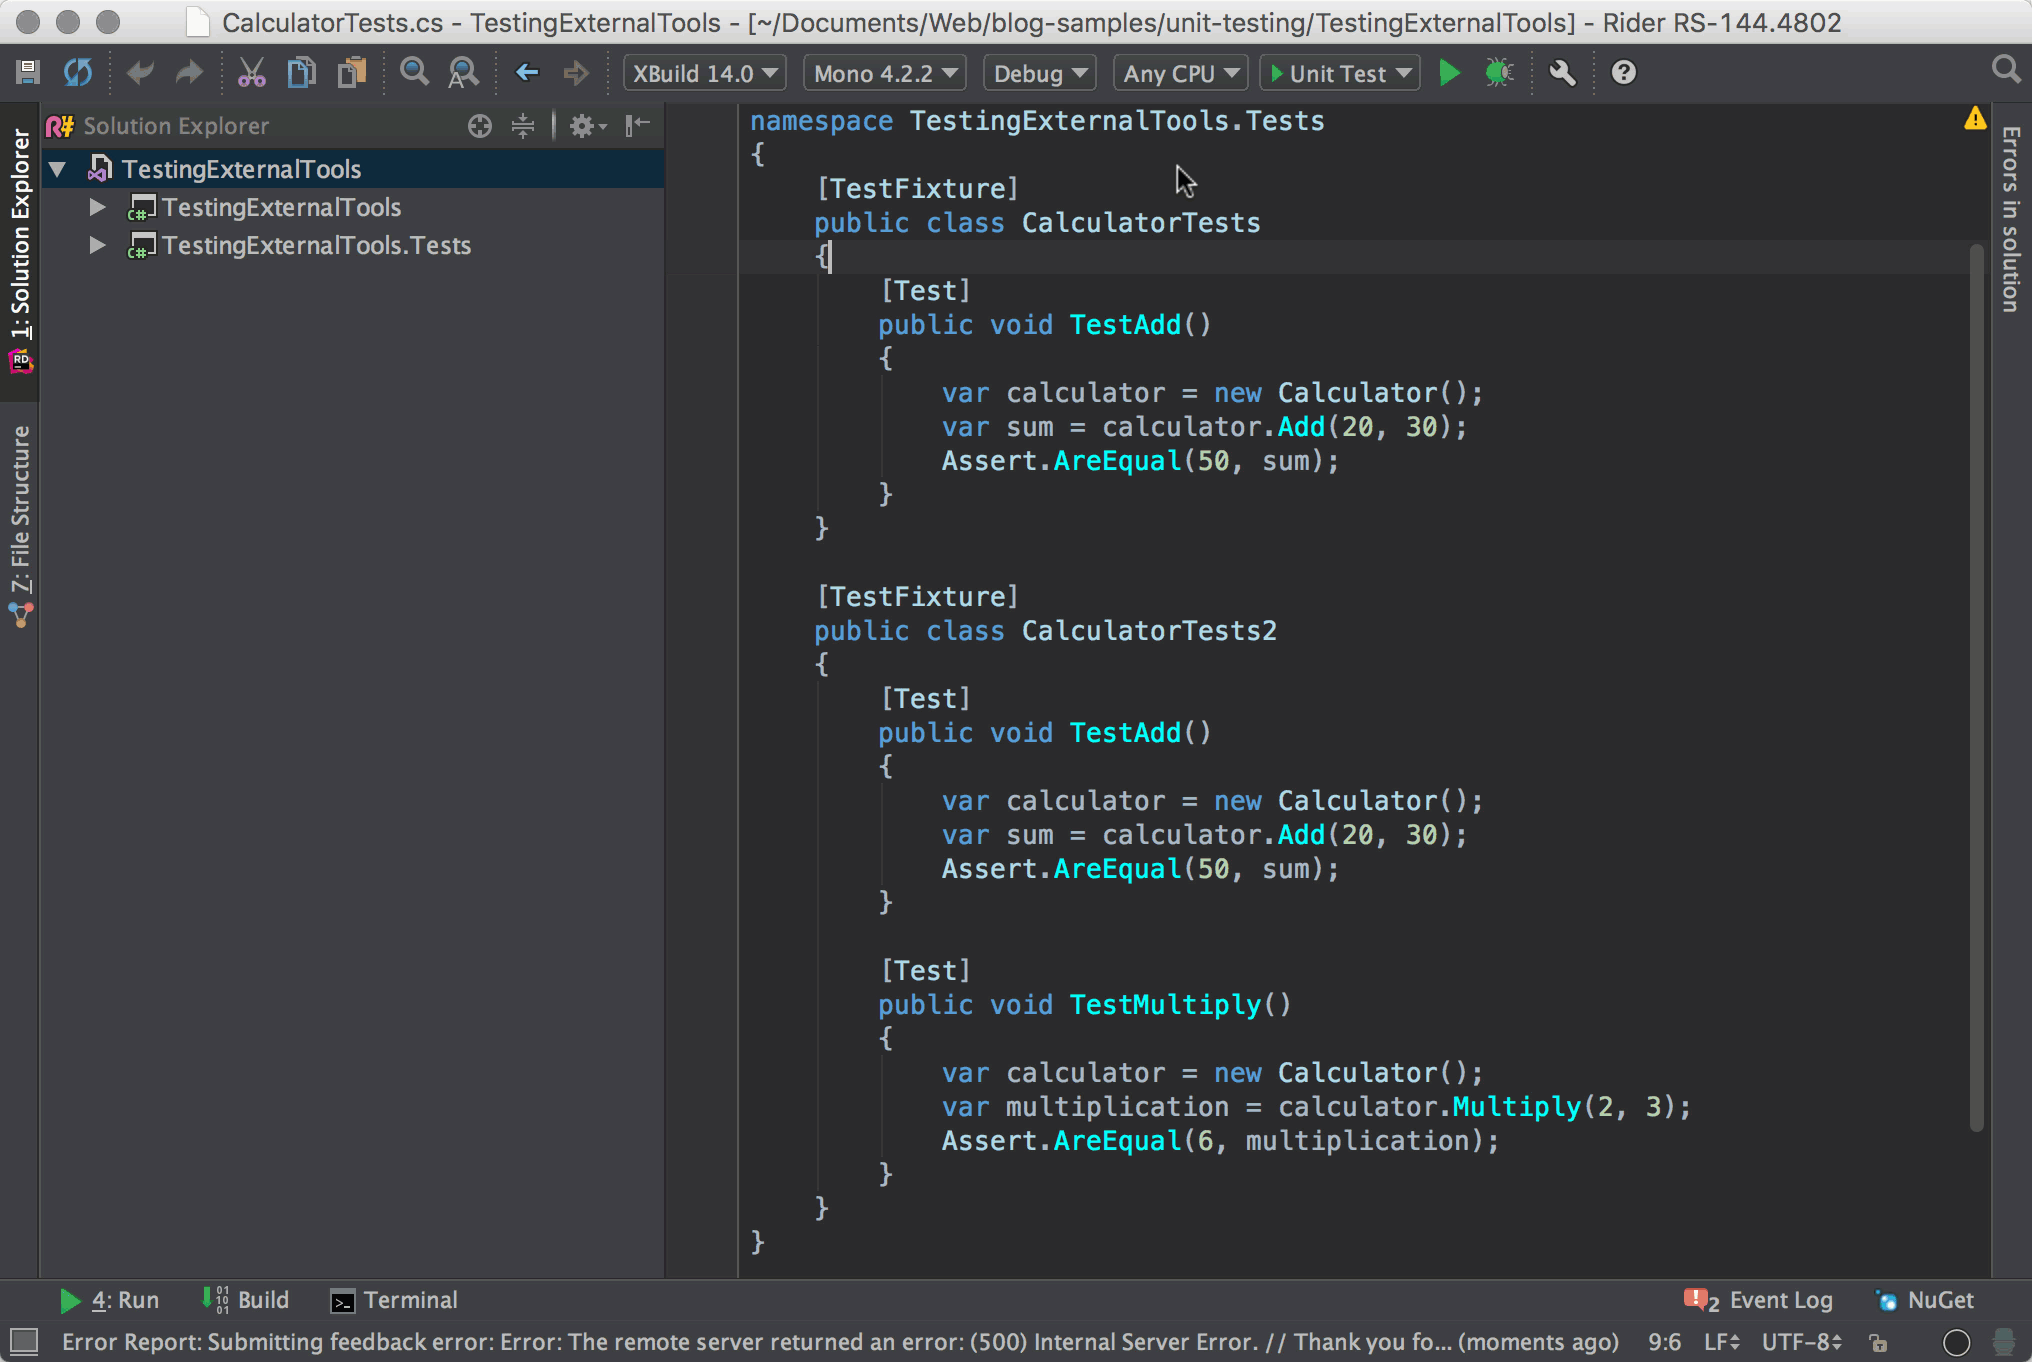 CalculatorTests.cs - TestingExternalTools - [~/Documents/Web/blog-samples/unit-testing/TestingExternalTools] - Rider RS-144.4802
XBuild 14.0 Mono 4.2.2 Debug Any CPU Unit Test
R# Solution Explorer
TestingExternalTools
C# TestingExternalTools
C# TestingExternalTools.Tests
1: Solution Explorer
RD
7: File Structure
namespace TestingExternalTools.Tests
{
[TestFixture]
public class CalculatorTests
{
[Test]
public void TestAdd()
{
var calculator = new Calculator();
var sum = calculator.Add(20, 30);
Assert.AreEqual(50, sum);
}
}
[TestFixture]
public class CalculatorTests2
{
[Test]
public void TestAdd()
{
var calculator = new Calculator();
var sum = calculator.Add(20, 30);
Assert.AreEqual(50, sum);
}
[Test]
public void TestMultiply()
{
var calculator = new Calculator();
var multiplication = calculator.Multiply(2, 3);
Assert.AreEqual(6, multiplication);
}
}
}
Errors in solution
4: Run Build Terminal 2 Event Log NuGet
Error Report: Submitting feedback error: Error: The remote server returned an error: (500) Internal Server Error. // Thank you fo... (moments ago) 9:6 LF UTF-8